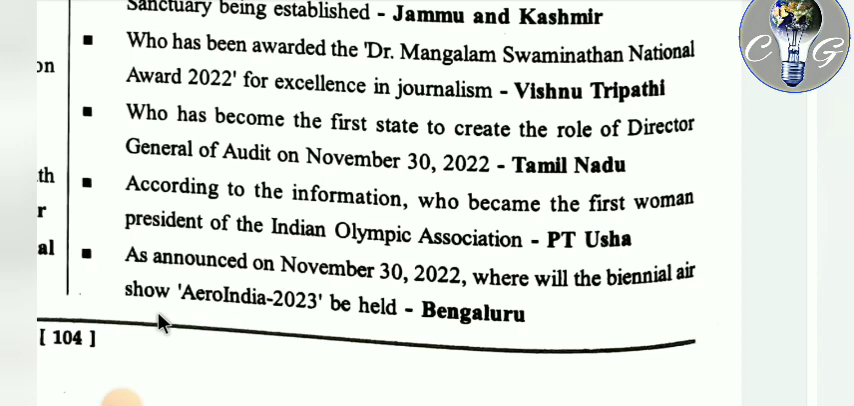 Sanctuary being established - Jammu and Kashmir
■ Who has been awarded the 'Dr. Mangalam Swaminathan National
Award 2022' for excellence in journalism - Vishnu Tripathi
■ Who has become the first state to create the role of Director
General of Audit on November 30, 2022 - Tamil Nadu
■ According to the information, who became the first woman
president of the Indian Olympic Association - PT Usha
■ As announced on November 30, 2022, where will the biennial air
show 'AeroIndia-2023' be held - Bengaluru
on
th
r
al
[ 104 ]
C G